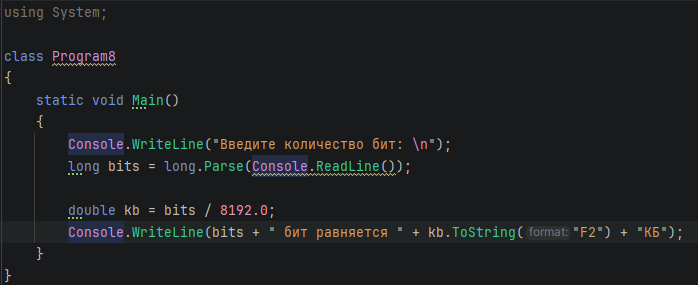 using System;
class Program8
{
static void Main()
{
Console.WriteLine("Введите количество бит: \n");
long bits = long.Parse(Console.ReadLine());
double kb = bits / 8192.0;
Console.WriteLine(bits + " бит равняется " + kb.ToString(format:"F2") + "КБ");
}
}